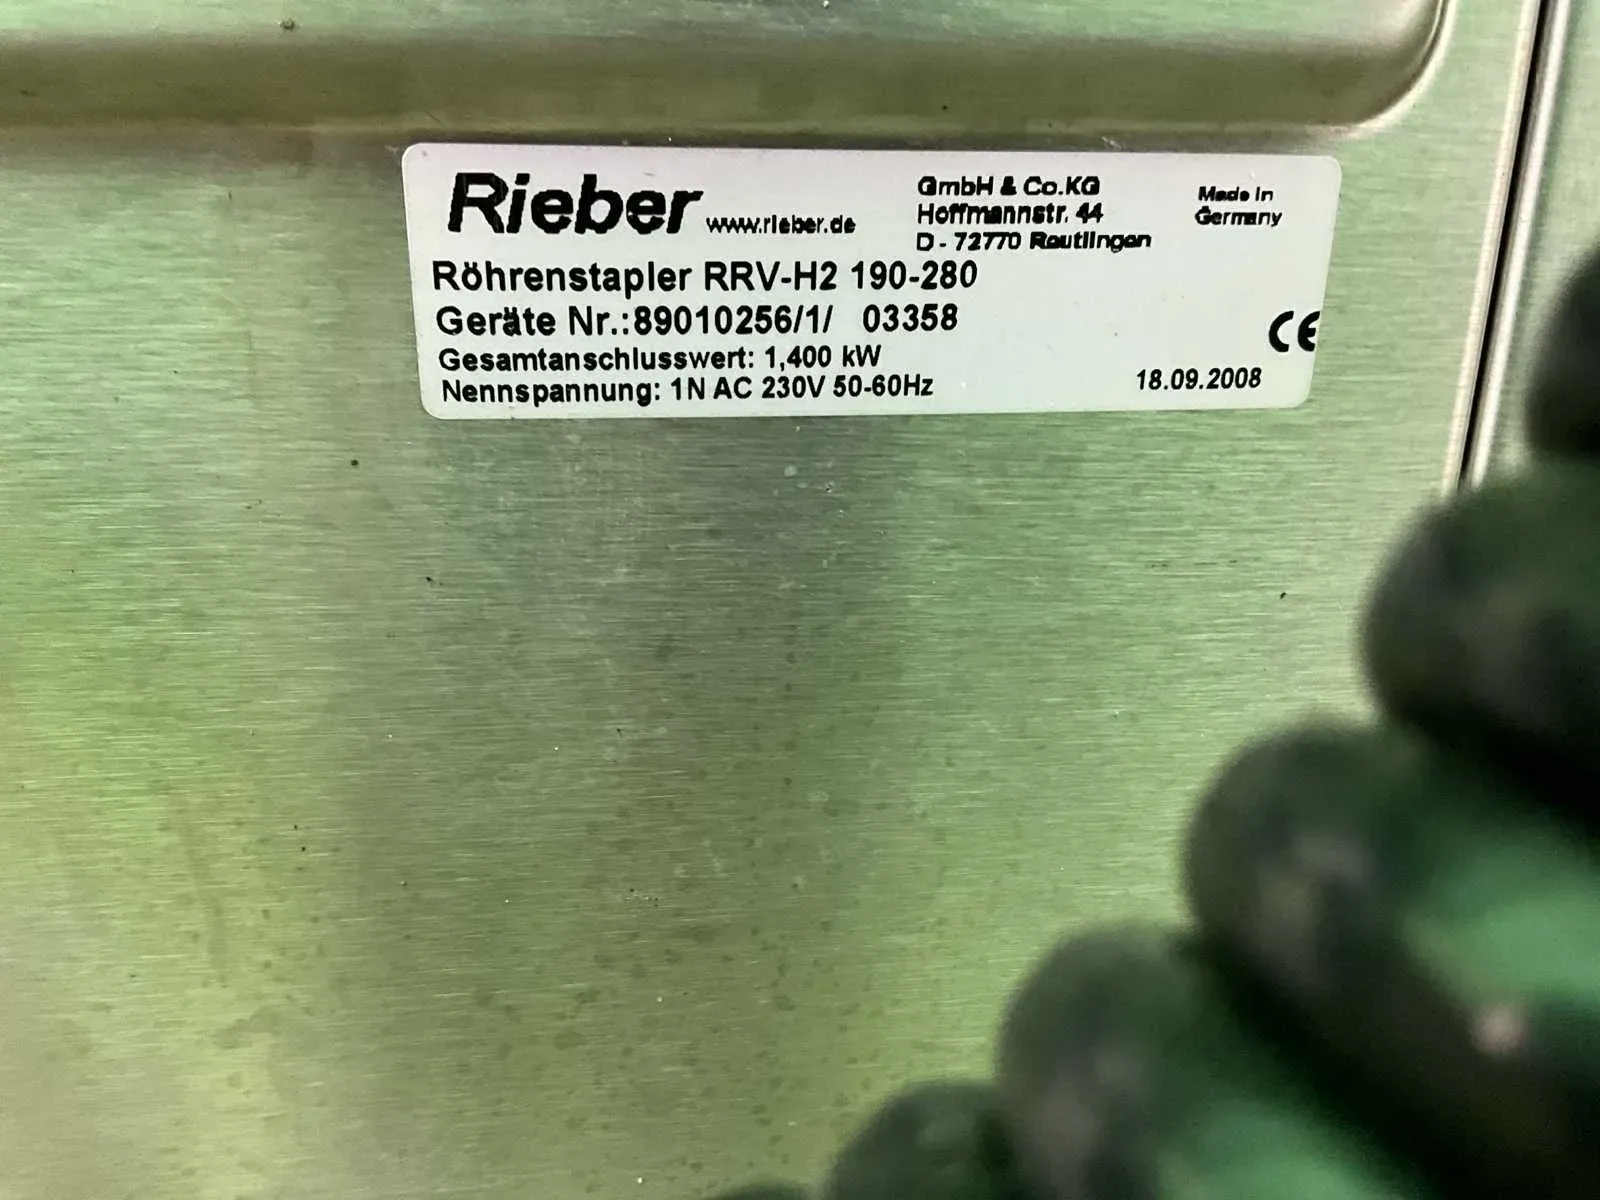 Rieber www.rieber.de
GmbH & Co.KG
Hoffmannstr. 44
D - 72770 Reutlingen
Made in
Germany
Röhrenstapler RRV-H2 190-280
Geräte Nr.:89010256/1/ 03358
Gesamtanschlusswert: 1,400 kW
Nennspannung: 1N AC 230V 50-60Hz
CE
18.09.2008